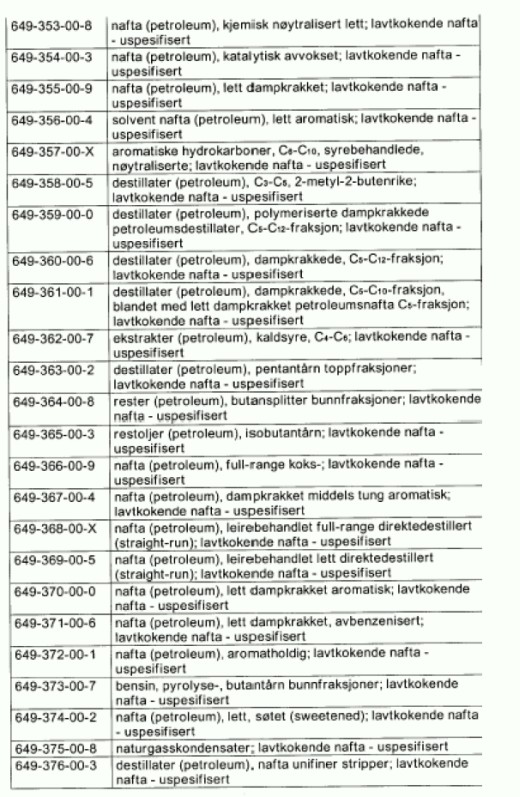 649-353-00-8 nafta (petroleum), kjemisk nøytralisert lett; lavtkokende nafta
- uspesifisert
649-354-00-3 nafta (petroleum), katalytisk avvokset; lavtkokende nafta -
uspesifisert
649-355-00-9 nafta (petroleum), lett dampkrakket; lavtkokende nafta -
uspesifisert
649-356-00-4 solvent nafta (petroleum), lett aromatisk; lavtkokende nafta -
uspesifisert
649-357-00-X aromatiske hydrokarboner, C₈-C₁₀, syrebehandlede,
nøytraliserte; lavtkokende nafta - uspesifisert
649-358-00-5 destillater (petroleum), C₃-C₅, 2-metyl-2-butenrike;
lavtkokende nafta - uspesifisert
649-359-00-0 destillater (petroleum), polymeriserte dampkrakkede
petroleumsdestillater, C₅-C₁₂-fraksjon; lavtkokende nafta -
uspesifisert
649-360-00-6 destillater (petroleum), dampkrakkede, C₅-C₁₂-fraksjon;
lavtkokende nafta - uspesifisert
649-361-00-1 destillater (petroleum), dampkrakkede, C₅-C₁₀-fraksjon,
blandet med lett dampkrakket petroleumsnafta C₅-fraksjon;
lavtkokende nafta - uspesifisert
649-362-00-7 ekstrakter (petroleum), kaldsyre, C₄-C₆; lavtkokende nafta -
uspesifisert
649-363-00-2 destillater (petroleum), pentantårn toppfraksjoner;
lavtkokende nafta - uspesifisert
649-364-00-8 rester (petroleum), butansplitter bunnfraksjoner; lavtkokende
nafta - uspesifisert
649-365-00-3 restoljer (petroleum), isobutantårn; lavtkokende nafta -
uspesifisert
649-366-00-9 nafta (petroleum), full-range koks-; lavtkokende nafta -
uspesifisert
649-367-00-4 nafta (petroleum), dampkrakket middels tung aromatisk;
lavtkokende nafta - uspesifisert
649-368-00-X nafta (petroleum), leirebehandlet full-range direktedestillert
(straight-run); lavtkokende nafta - uspesifisert
649-369-00-5 nafta (petroleum), leirebehandlet lett direktedestillert
(straight-run); lavtkokende nafta - uspesifisert
649-370-00-0 nafta (petroleum), lett dampkrakket aromatisk; lavtkokende
nafta - uspesifisert
649-371-00-6 nafta (petroleum), lett dampkrakket, avbenzenisert;
lavtkokende nafta - uspesifisert
649-372-00-1 nafta (petroleum), aromatholdig; lavtkokende nafta -
uspesifisert
649-373-00-7 bensin, pyrolyse-, butantårn bunnfraksjoner; lavtkokende
nafta - uspesifisert
649-374-00-2 nafta (petroleum), lett, søtet (sweetened); lavtkokende nafta
- uspesifisert
649-375-00-8 naturgasskondensater; lavtkokende nafta - uspesifisert
649-376-00-3 destillater (petroleum), nafta unifiner stripper; lavtkokende
nafta - uspesifisert